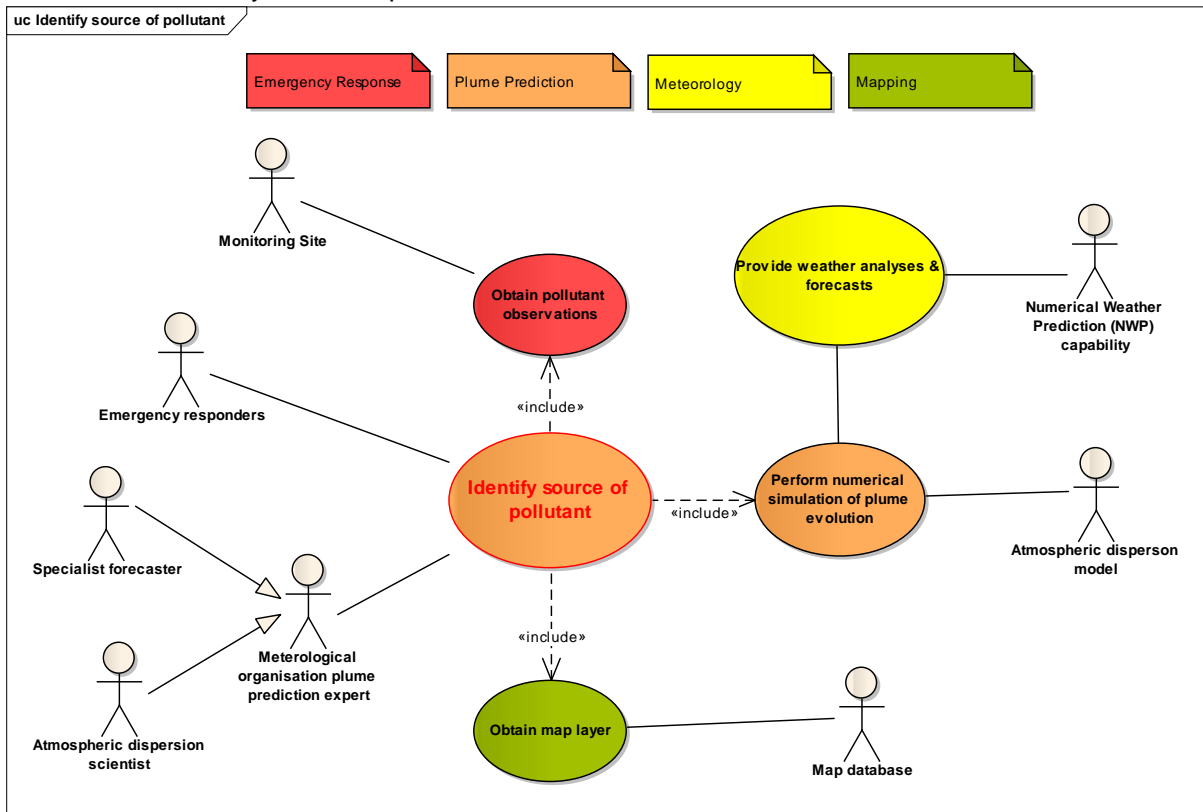 uc Identify source of pollutant
Emergency Response
Plume Prediction
Meteorology
Mapping
Monitoring Site
Obtain pollutant
observations
Provide weather analyses &
forecasts
Numerical Weather
Prediction (NWP)
capability
Emergency responders
«include»
Identify source of
pollutant
«include»
Perform numerical
simulation of plume
evolution
Atmospheric disperson
model
Specialist forecaster
Meterological
organisation plume
prediction expert
«include»
Atmospheric dispersion
scientist
Obtain map layer
Map database